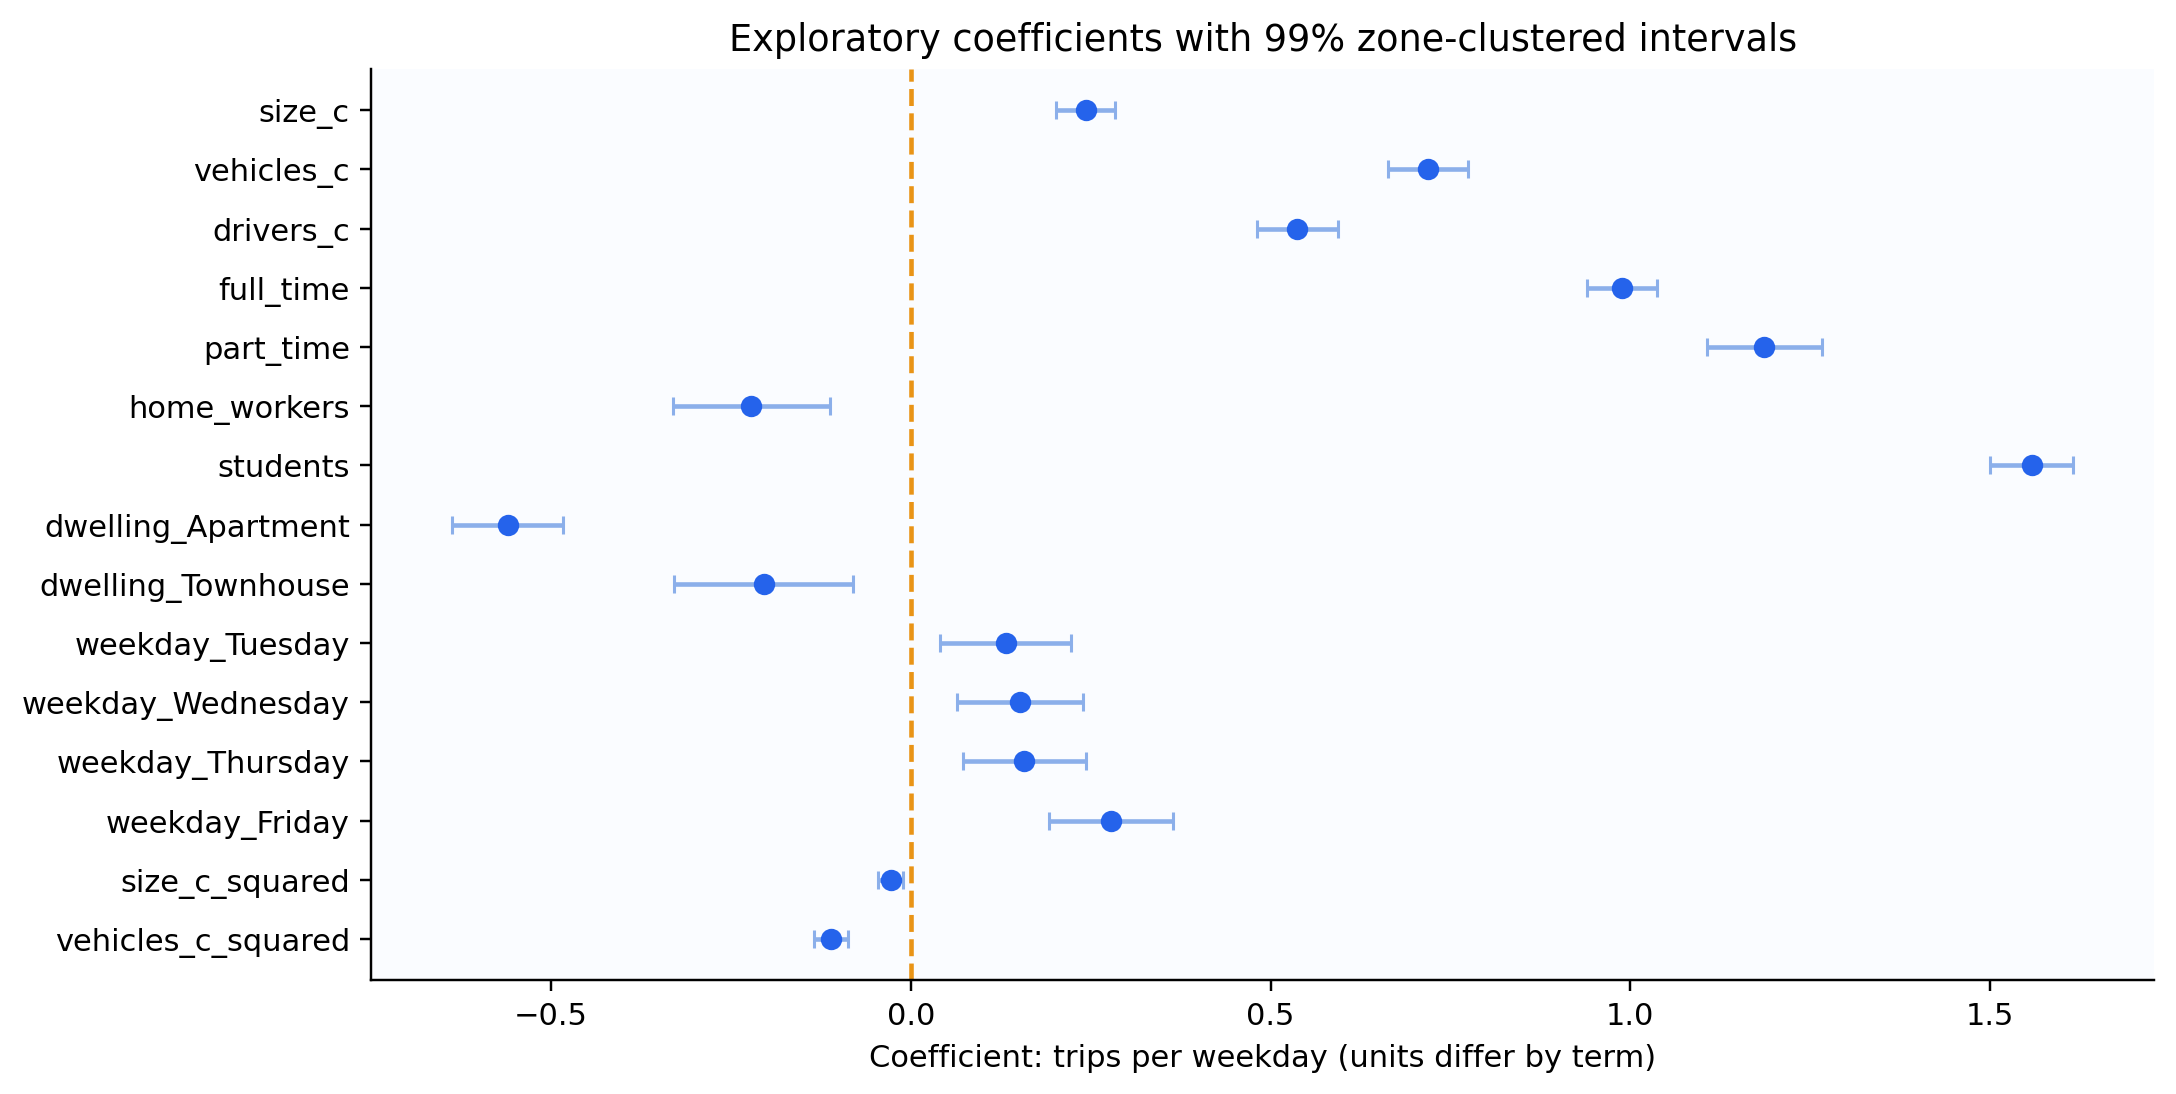 Exploratory coefficients with 99% zone-clustered intervals
size_c
vehicles_c
drivers_c
full_time
part_time
home_workers
students
dwelling_Apartment
dwelling_Townhouse
weekday_Tuesday
weekday_Wednesday
weekday_Thursday
weekday_Friday
size_c_squared
vehicles_c_squared
−0.5 0.0 0.5 1.0 1.5
Coefficient: trips per weekday (units differ by term)